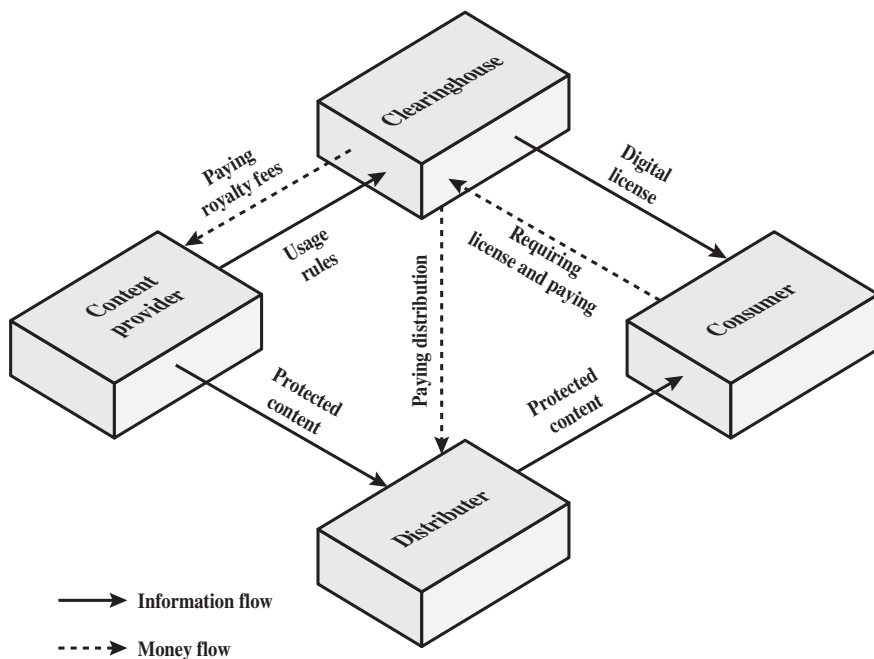 Clearinghouse
Paying
royalty fees
Usage
rules
Digital
license
Requiring
license and paying
Content
provider
Paying distribution
Consumer
Protected
content
Protected
content
Distributer
Information flow
Money flow